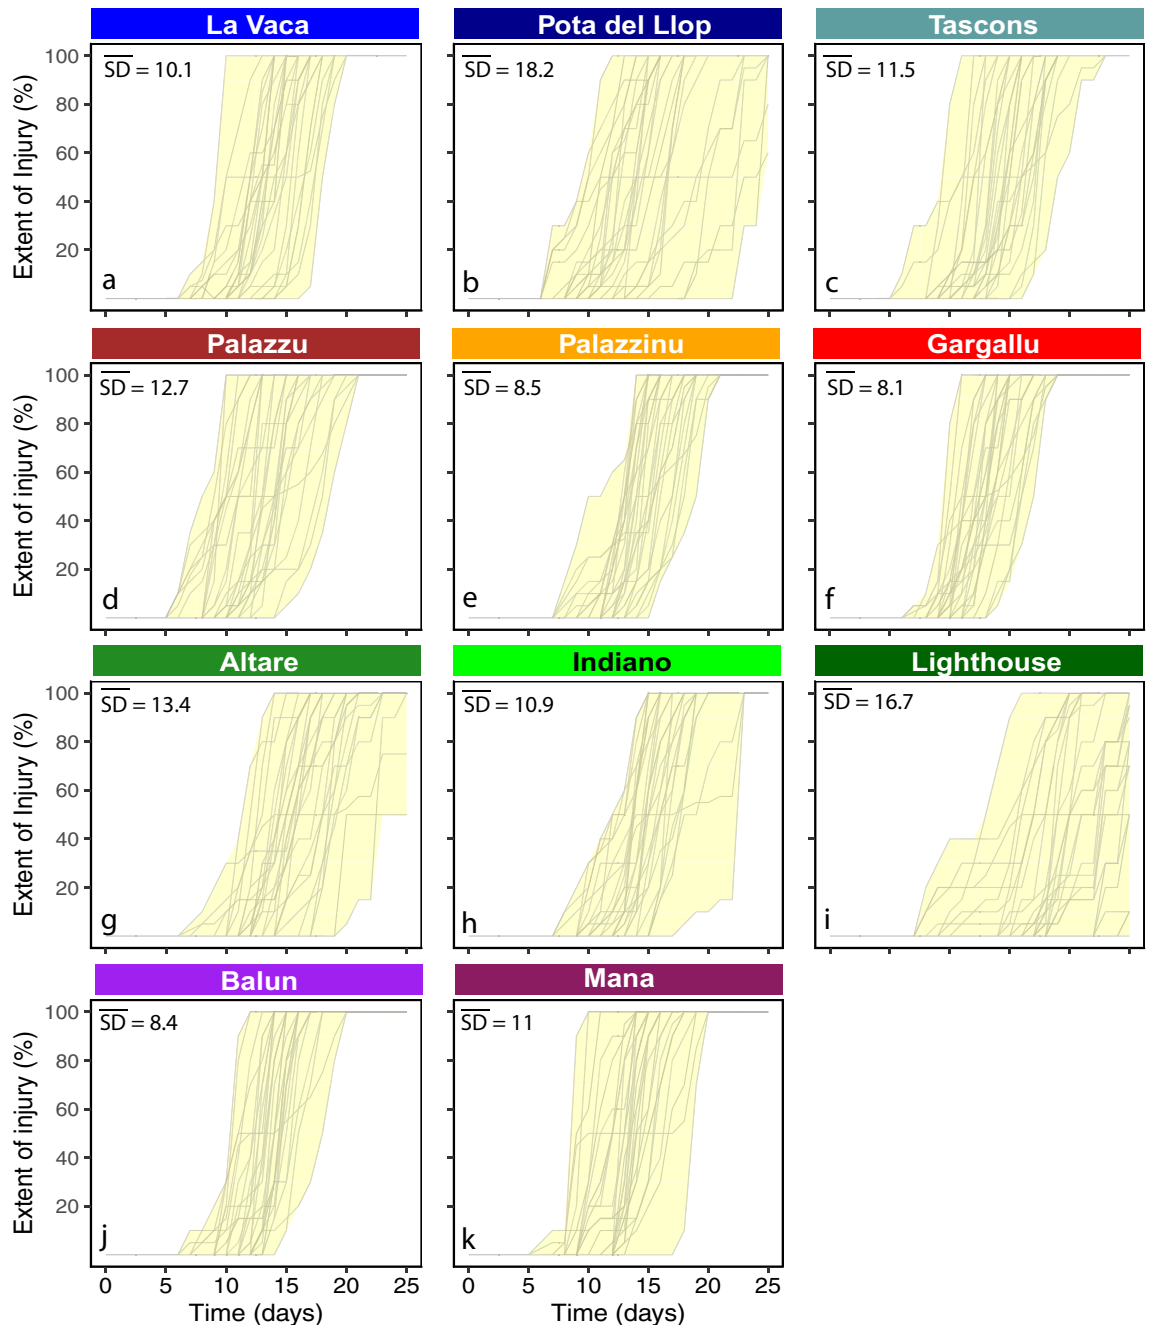 La Vaca
Pota del Llop
Tascons
SD = 10.1
SD = 18.2
SD = 11.5
Extent of Injury (%)
100
80
60
40
20
a
b
c
Palazzu
Palazzinu
Gargallu
SD = 12.7
SD = 8.5
SD = 8.1
Extent of injury (%)
100
80
60
40
20
d
e
f
Altare
Indiano
Lighthouse
SD = 13.4
SD = 10.9
SD = 16.7
Extent of Injury (%)
100
80
60
40
20
g
h
i
Balun
Mana
SD = 8.4
SD = 11
Extent of injury (%)
100
80
60
40
20
j
k
0 5 10 15 20 25
0 5 10 15 20 25
Time (days)
Time (days)